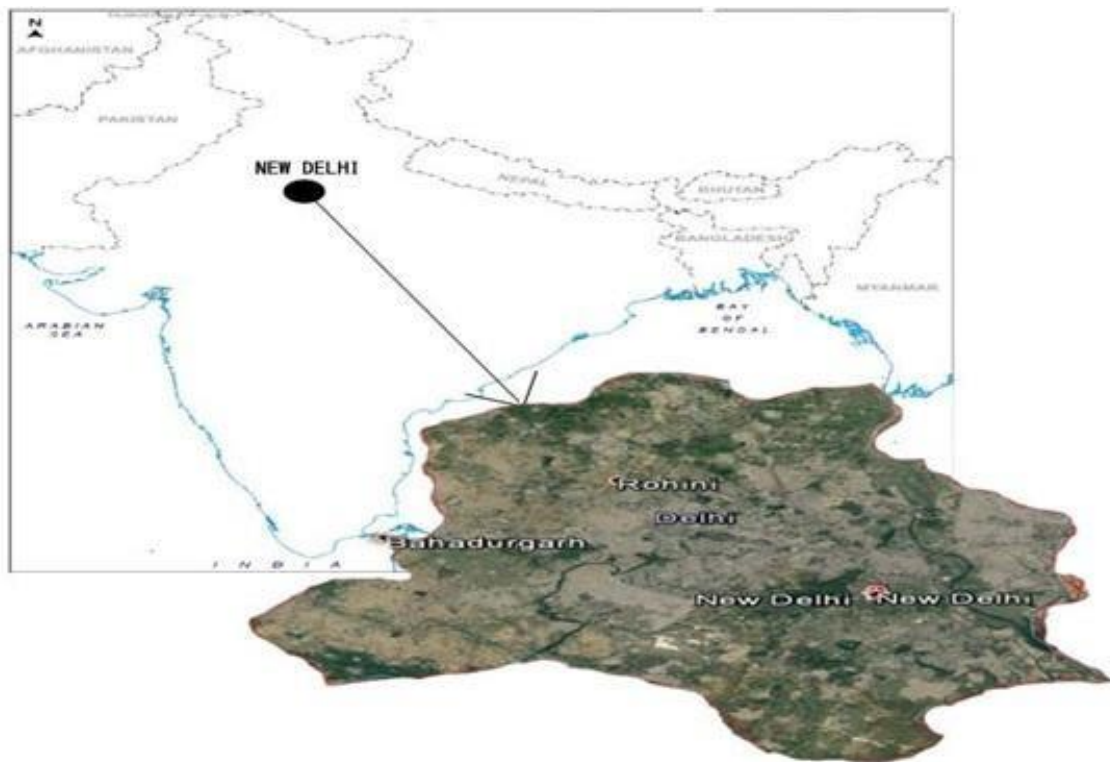 N
AFGHANISTAN
PAKISTAN
NEW DELHI
NEPAL
BHUTAN
BANGLADESH
MYANMAR
ARABIAN
SEA
BAY
OF
BENDAL
Rohini
Delhi
Bahadurgarh
I N D I A
New Delhi
New Delhi